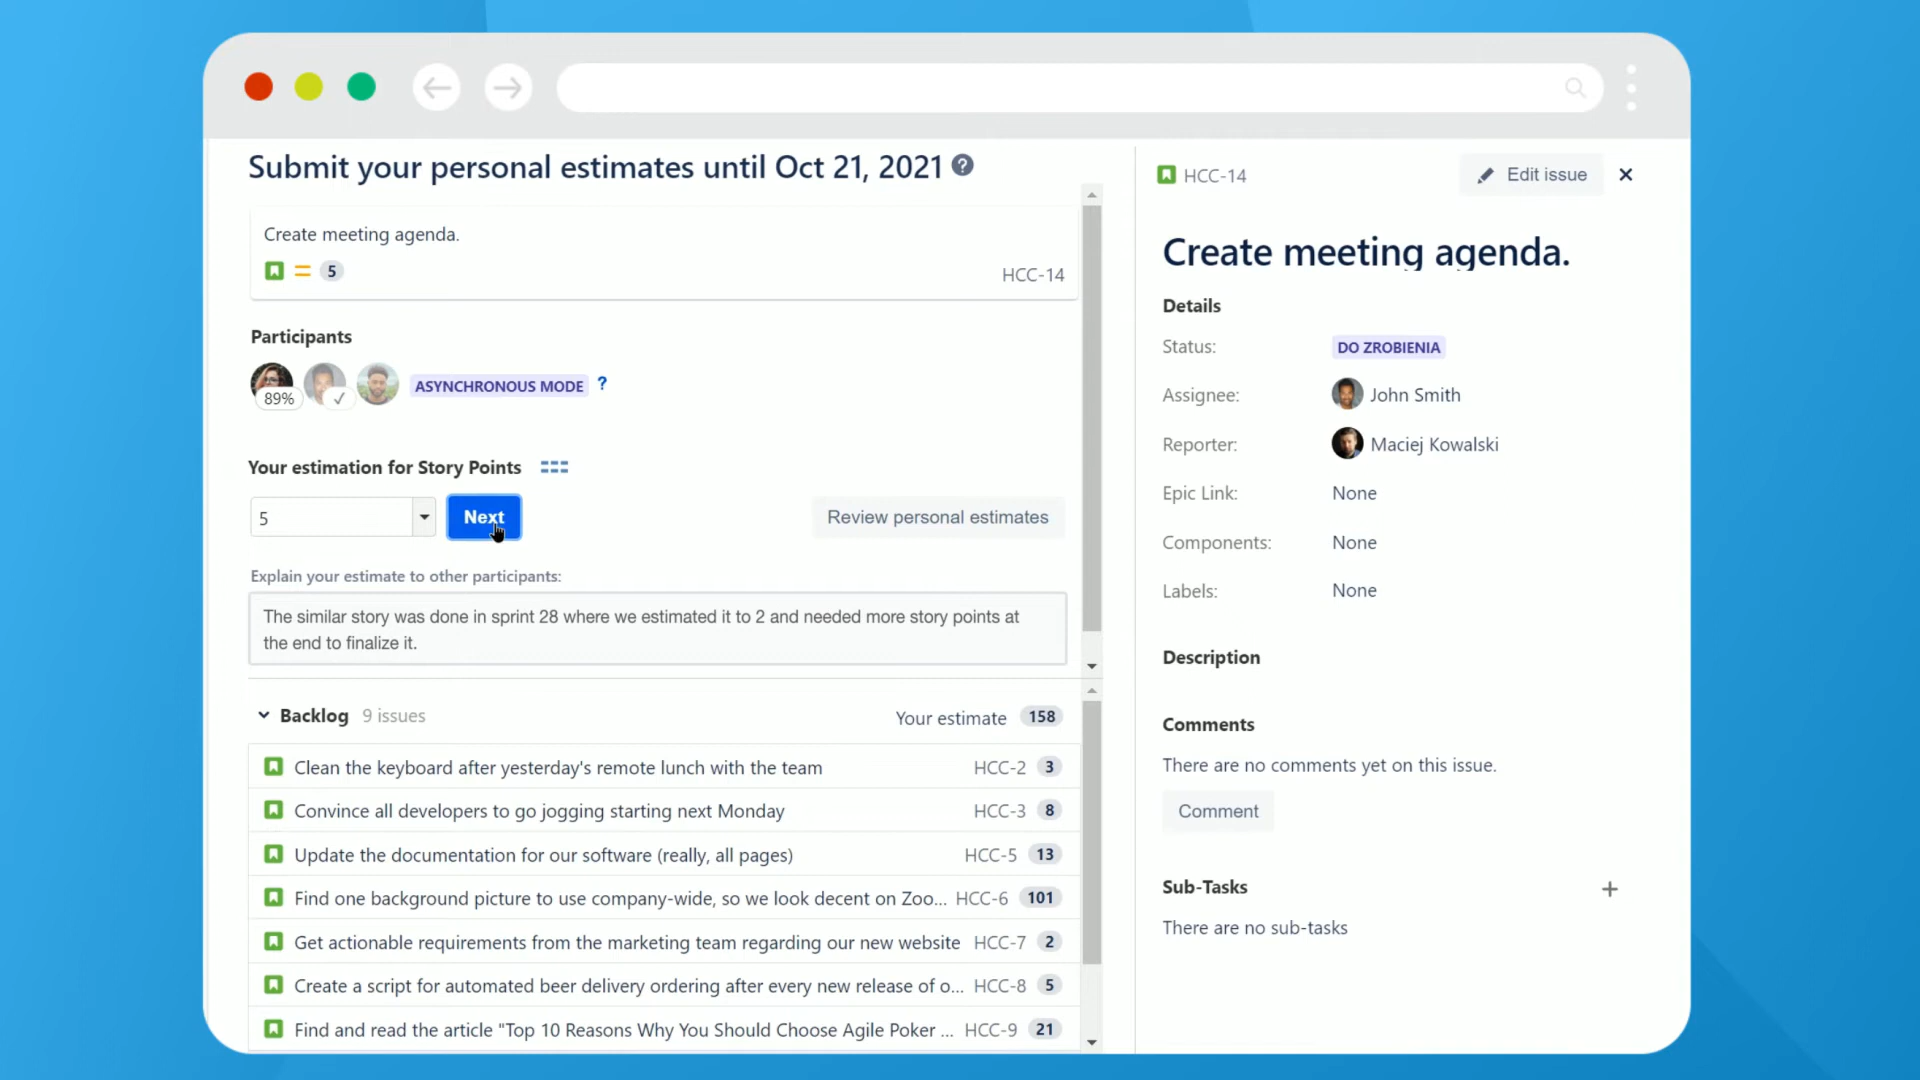 Submit your personal estimates until Oct 21, 2021 ?
Create meeting agenda.
5
HCC-14
Participants
89%
ASYNCHRONOUS MODE ?
Your estimation for Story Points
5
Next
Review personal estimates
Explain your estimate to other participants:
The similar story was done in sprint 28 where we estimated it to 2 and needed more story points at
the end to finalize it.
Backlog 9 issues
Your estimate 158
Clean the keyboard after yesterday's remote lunch with the team HCC-2 3
Convince all developers to go jogging starting next Monday HCC-3 8
Update the documentation for our software (really, all pages) HCC-5 13
Find one background picture to use company-wide, so we look decent on Zoo... HCC-6 101
Get actionable requirements from the marketing team regarding our new website HCC-7 2
Create a script for automated beer delivery ordering after every new release of o... HCC-8 5
Find and read the article "Top 10 Reasons Why You Should Choose Agile Poker ... HCC-9 21
HCC-14
Edit issue
Create meeting agenda.
Details
Status: DO ZROBIENIA
Assignee: John Smith
Reporter: Maciej Kowalski
Epic Link: None
Components: None
Labels: None
Description
Comments
There are no comments yet on this issue.
Comment
Sub-Tasks
There are no sub-tasks